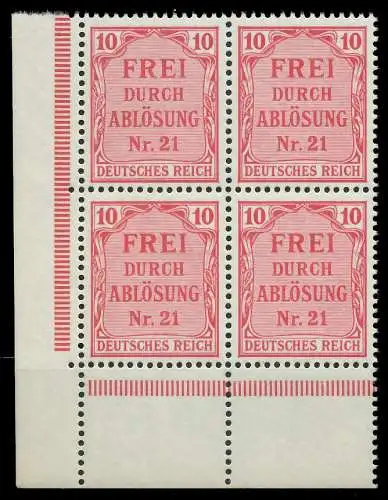 10 10
FREI
DURCH
ABLÖSUNG
Nr. 21
DEUTSCHES REICH
10 10
FREI
DURCH
ABLÖSUNG
Nr. 21
DEUTSCHES REICH
10 10
FREI
DURCH
ABLÖSUNG
Nr. 21
DEUTSCHES REICH
10 10
FREI
DURCH
ABLÖSUNG
Nr. 21
DEUTSCHES REICH